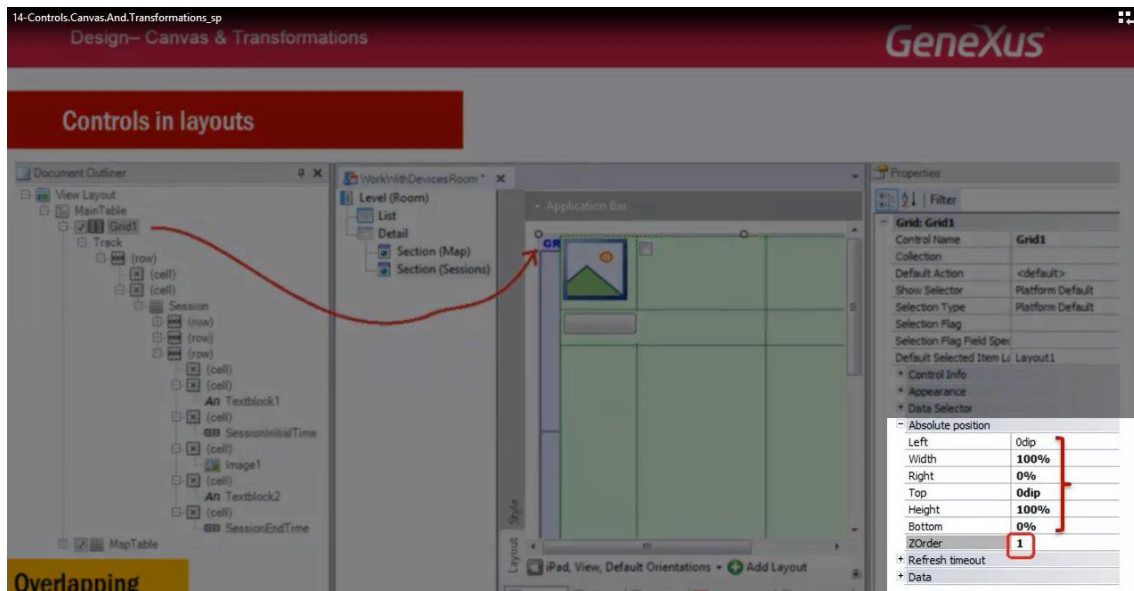 14-Controls.Canvas.And.Transformations_sp
Design– Canvas & Transformations
GeneXus
Controls in layouts
Document Outliner
View Layout
MainTable
Grid1
Track
(row)
(cell)
(cell)
Session
(row)
(row)
(row)
(cell)
(cell)
An Textblock1
(cell)
SessionInitialTime
(cell)
Image1
(cell)
An Textblock2
(cell)
SessionEndTime
MapTable
Overlapping
WorkWithDevicesRoom *
Level (Room)
List
Detail
Section (Map)
Section (Sessions)
Application Bar
GR
Style
Layout
iPad, View, Default Orientations
Add Layout
Properties
Filter
Grid: Grid1
Control Name Grid1
Collection
Default Action <default>
Show Selector Platform Default
Selection Type Platform Default
Selection Flag
Selection Flag Field Spec
Default Selected Item La Layout1
Control Info
Appearance
Data Selector
Absolute position
Left 0dip
Width 100%
Right 0%
Top 0dip
Height 100%
Bottom 0%
ZOrder 1
Refresh timeout
Data